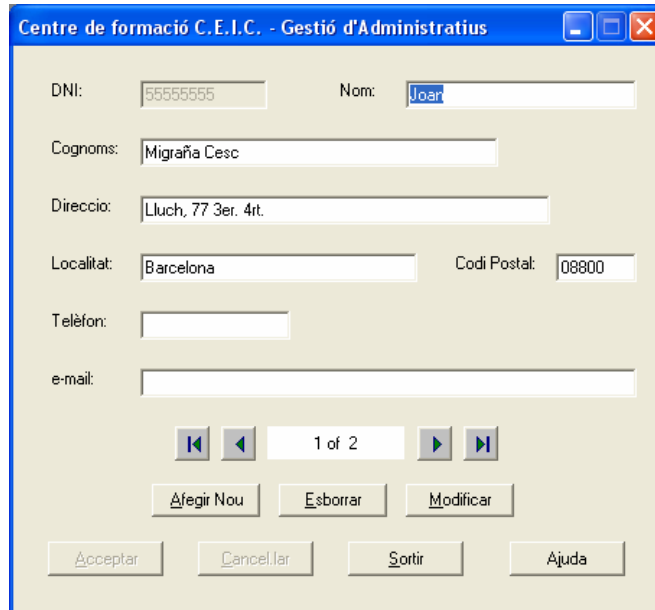 Centre de formació C.E.I.C. - Gestió d'Administratius
DNI: 55555555 Nom: Joan
Cognoms: Migraña Cesc
Direccio: Lluch, 77 3er. 4rt.
Localitat: Barcelona Codi Postal: 08800
Telèfon:
e-mail:
1 of 2
Afegir Nou Esborrar Modificar
Acceptar Cancel.lar Sortir Ajuda